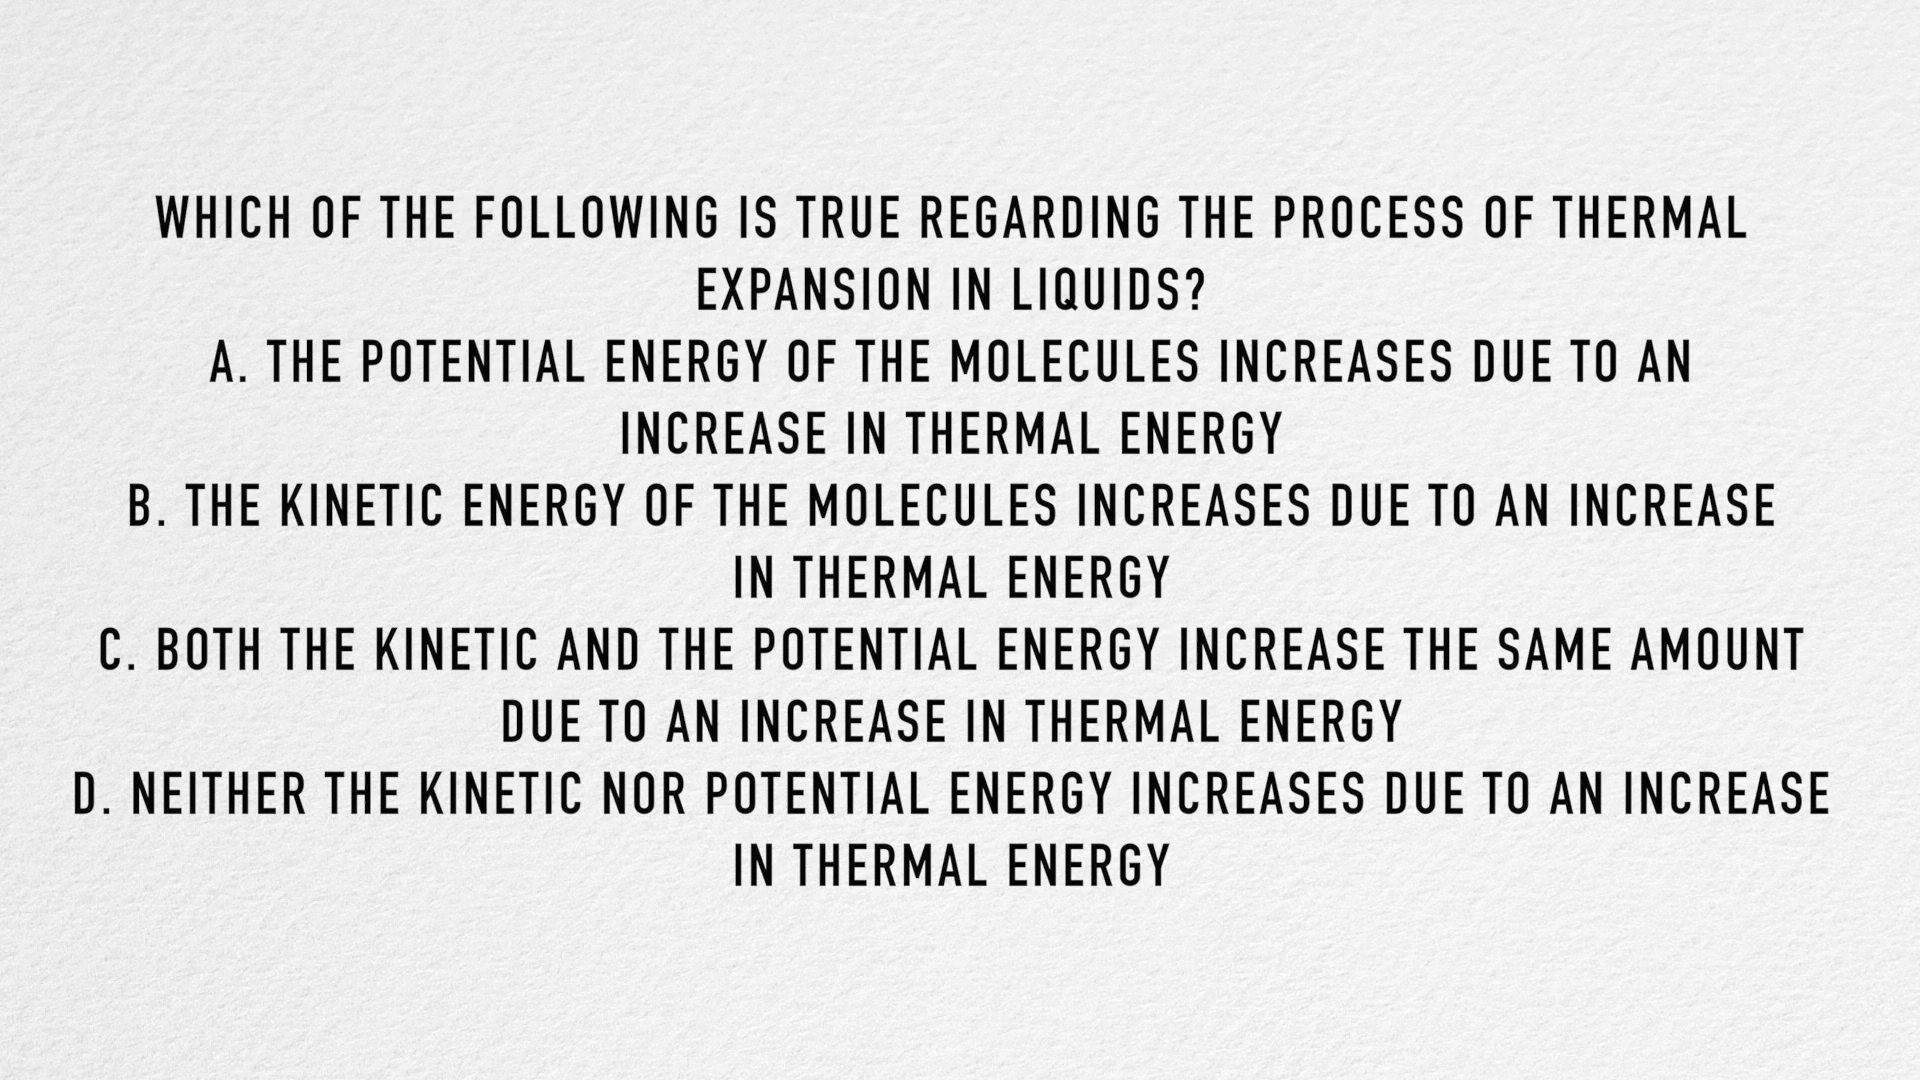 WHICH OF THE FOLLOWING IS TRUE REGARDING THE PROCESS OF THERMAL
EXPANSION IN LIQUIDS?
A. THE POTENTIAL ENERGY OF THE MOLECULES INCREASES DUE TO AN
INCREASE IN THERMAL ENERGY
B. THE KINETIC ENERGY OF THE MOLECULES INCREASES DUE TO AN INCREASE
IN THERMAL ENERGY
C. BOTH THE KINETIC AND THE POTENTIAL ENERGY INCREASE THE SAME AMOUNT
DUE TO AN INCREASE IN THERMAL ENERGY
D. NEITHER THE KINETIC NOR POTENTIAL ENERGY INCREASES DUE TO AN INCREASE
IN THERMAL ENERGY